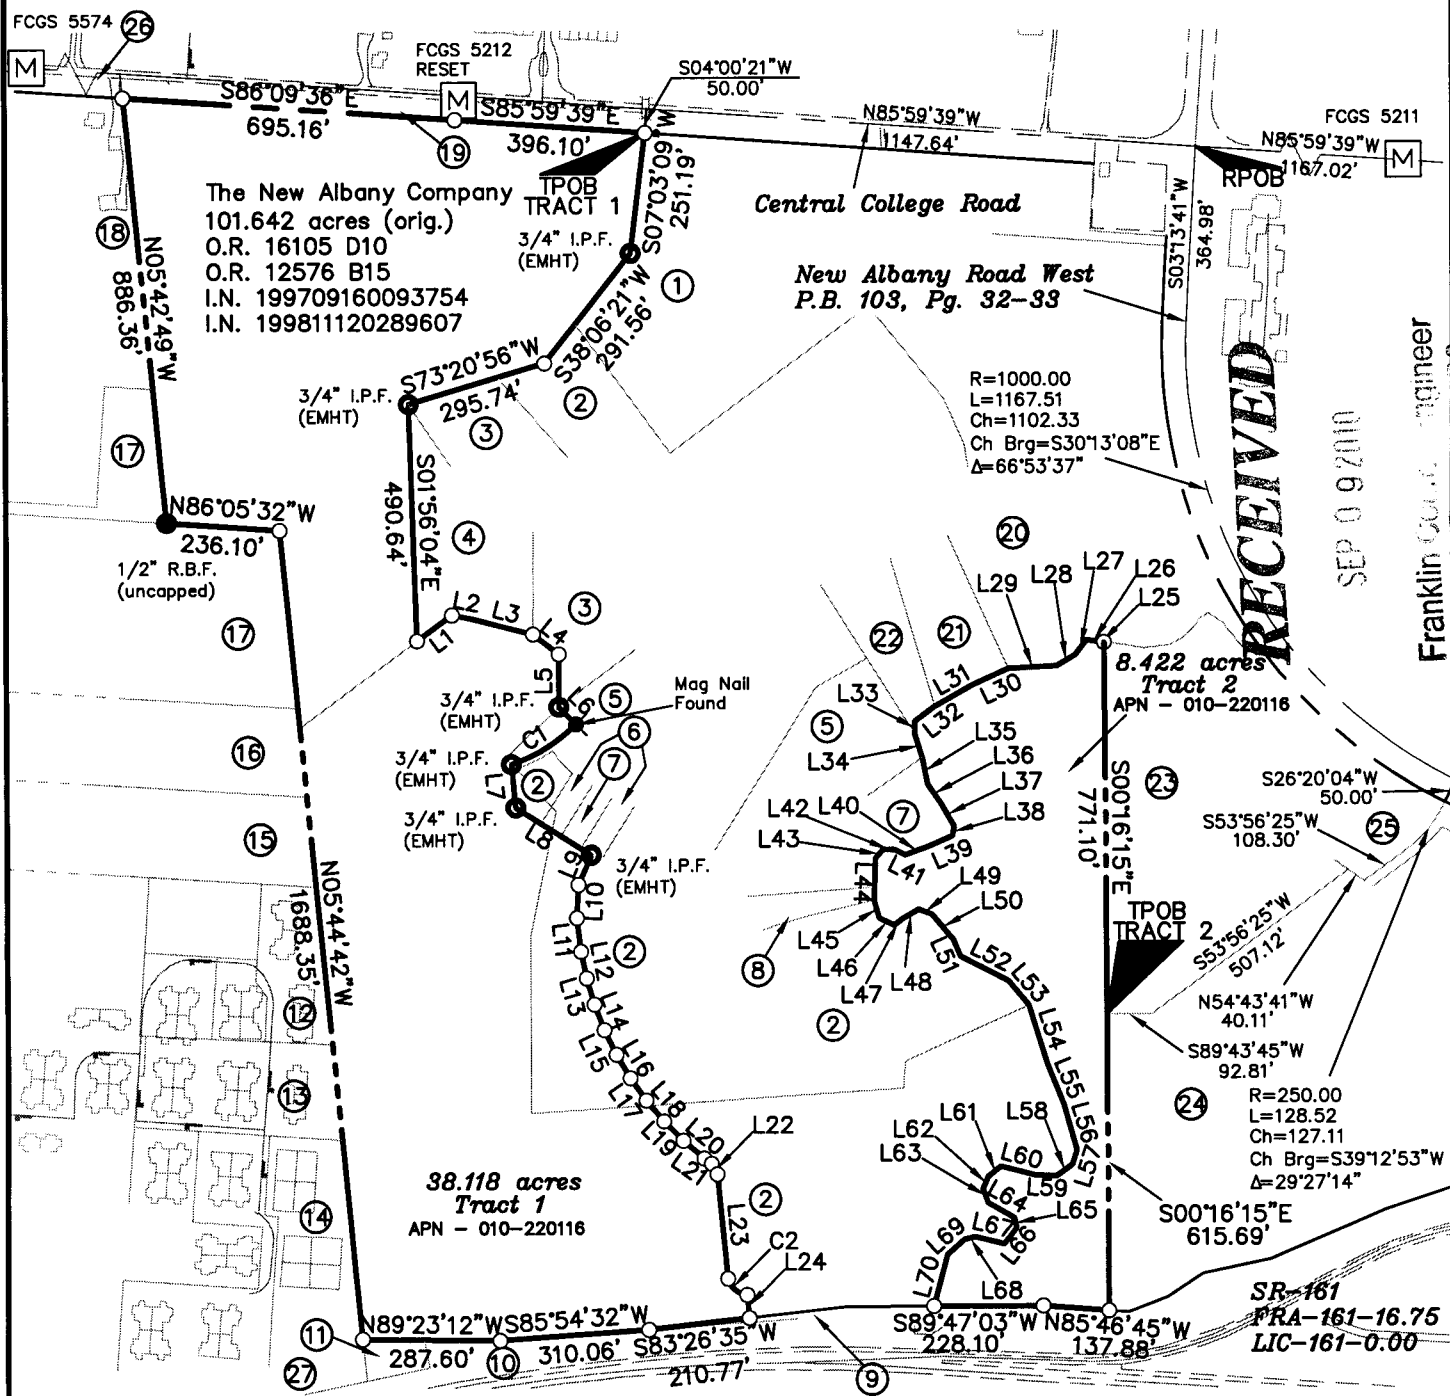 FCGS 5574
26
M
FCGS 5212
RESET
M
S04°00'21"W
50.00'
S86°09'36"E
695.16'
19
S85°59'39"E
396.10'
N85°59'39"W
1147.64'
FCGS 5211
N85°59'39"W
1167.02'
M
RPOB
TPOB
TRACT 1
S07°03'09"W
251.19'
Central College Road
S03°13'41"W
364.98'
The New Albany Company
101.642 acres (orig.)
O.R. 16105 D10
O.R. 12576 B15
I.N. 199709160093754
I.N. 199811120289607
18
N05°42'49"W
886.36'
3/4" I.P.F.
(EMHT)
1
S38°06'21"W
291.56'
2
New Albany Road West
P.B. 103, Pg. 32-33
S73°20'56"W
295.74'
3
3/4" I.P.F.
(EMHT)
R=1000.00
L=1167.51
Ch=1102.33
Ch Brg=S30°13'08"E
Δ=66°53'37"
RECEIVED
SEP 09 2010
Franklin
17
N86°05'32"W
236.10'
1/2" R.B.F.
(uncapped)
S01°56'04"E
490.64'
4
20
17
L1
L2
L3
3
L4
L5
L6
5
Mag Nail
Found
3/4" I.P.F.
(EMHT)
C1
6
7
3/4" I.P.F.
(EMHT)
L7
2
3/4" I.P.F.
(EMHT)
L8
L9
3/4" I.P.F.
(EMHT)
L10
L11
2
L12
L13
L14
L15
L16
L17
L18
L19
L20
L21
L22
L23
2
C2
L24
L25
L26
L27
L28
L29
L30
L31
L32
L33
L34
L35
L36
L37
L38
L39
L40
L41
L42
L43
L44
L45
L46
L47
L48
L49
L50
L51
L52
L53
L54
L55
L56
L57
L58
L59
L60
L61
L62
L63
L64
L65
L66
L67
L68
L69
L70
21
22
5
7
8
2
8.422 acres
Tract 2
APN - 010-220116
S00°16'15"E
771.10'
23
S26°20'04"W
50.00'
S53°56'25"W
108.30'
25
TPOB
TRACT 2
S53°56'25"W
507.12'
N54°43'41"W
40.11'
S89°43'45"W
92.81'
24
R=250.00
L=128.52
Ch=127.11
Ch Brg=S39°12'53"W
Δ=29°27'14"
S00°16'15"E
615.69'
16
15
N05°44'42"W
1688.35'
12
13
14
38.118 acres
Tract 1
APN - 010-220116
11
27
N89°23'12"W
287.60'
10
S85°54'32"W
310.06'
S83°26'35"W
210.77'
9
S89°47'03"W
228.10'
N85°46'45"W
137.88'
SR-161
FRA-161-16.75
LIC-161-0.00